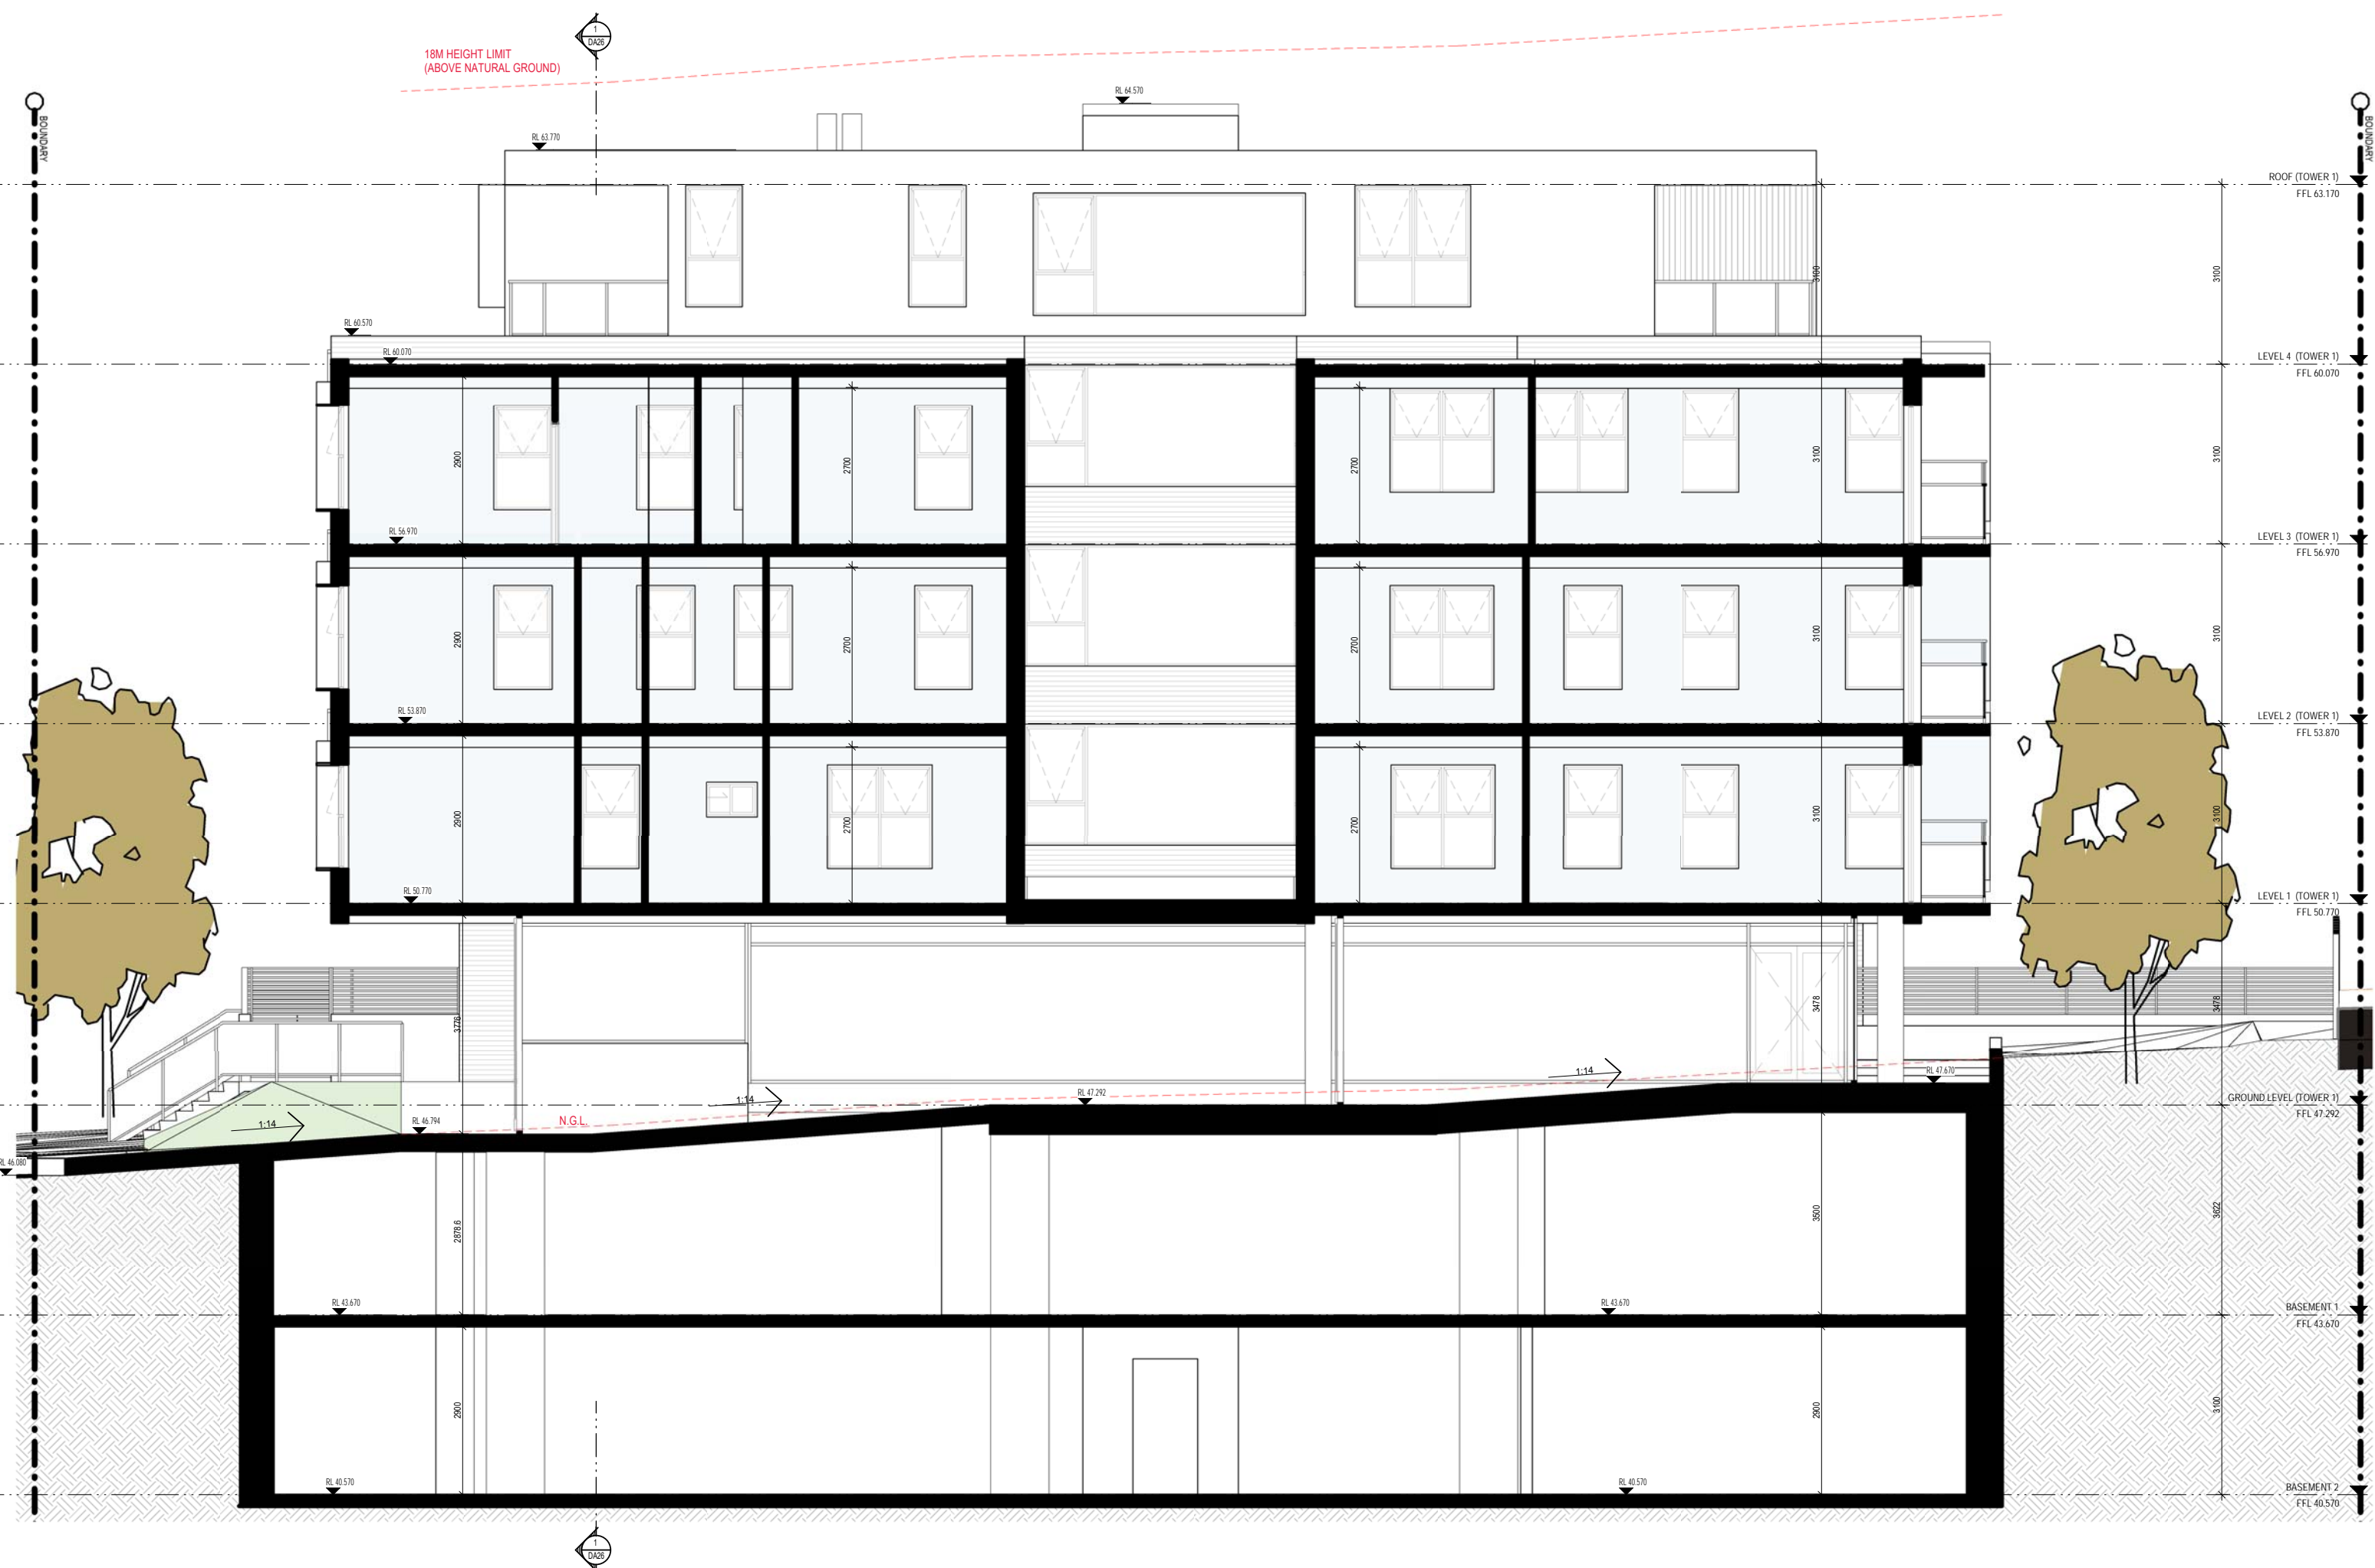 1
DA26
18M HEIGHT LIMIT
(ABOVE NATURAL GROUND)
BOUNDARY
BOUNDARY
RL 64.570
RL 63.770
ROOF (TOWER 1)
FFL 63.170
3100
3100
RL 60.570
RL 60.070
LEVEL 4 (TOWER 1)
FFL 60.070
2900
2700
2700
3100
3100
RL 56.970
LEVEL 3 (TOWER 1)
FFL 56.970
2900
2700
2700
3100
3100
RL 53.870
LEVEL 2 (TOWER 1)
FFL 53.870
2900
2700
2700
3100
3100
RL 50.770
LEVEL 1 (TOWER 1)
FFL 50.770
3776
3478
3478
1:14
1:14
1:14
RL 47.670
RL 47.292
GROUND LEVEL (TOWER 1)
FFL 47.292
RL 46.794
N.G.L.
RL 46.080
2878.6
3500
3622
RL 43.670
RL 43.670
BASEMENT 1
FFL 43.670
2900
2900
3100
RL 40.570
RL 40.570
BASEMENT 2
FFL 40.570
1
DA26